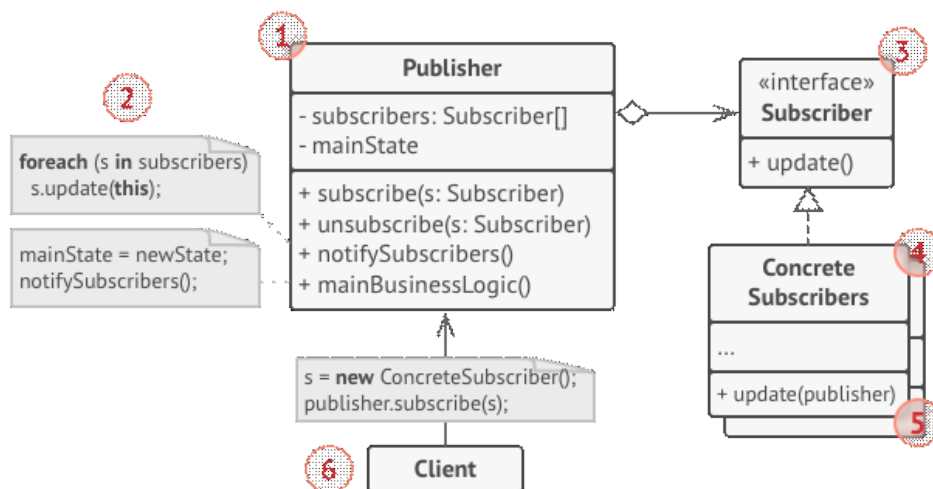 1
Publisher
- subscribers: Subscriber[]
- mainState
+ subscribe(s: Subscriber)
+ unsubscribe(s: Subscriber)
+ notifySubscribers()
+ mainBusinessLogic()
2
foreach (s in subscribers)
s.update(this);
mainState = newState;
notifySubscribers();
3
«interface»
Subscriber
+ update()
4
Concrete
Subscribers
...
+ update(publisher)
5
s = new ConcreteSubscriber();
publisher.subscribe(s);
6
Client